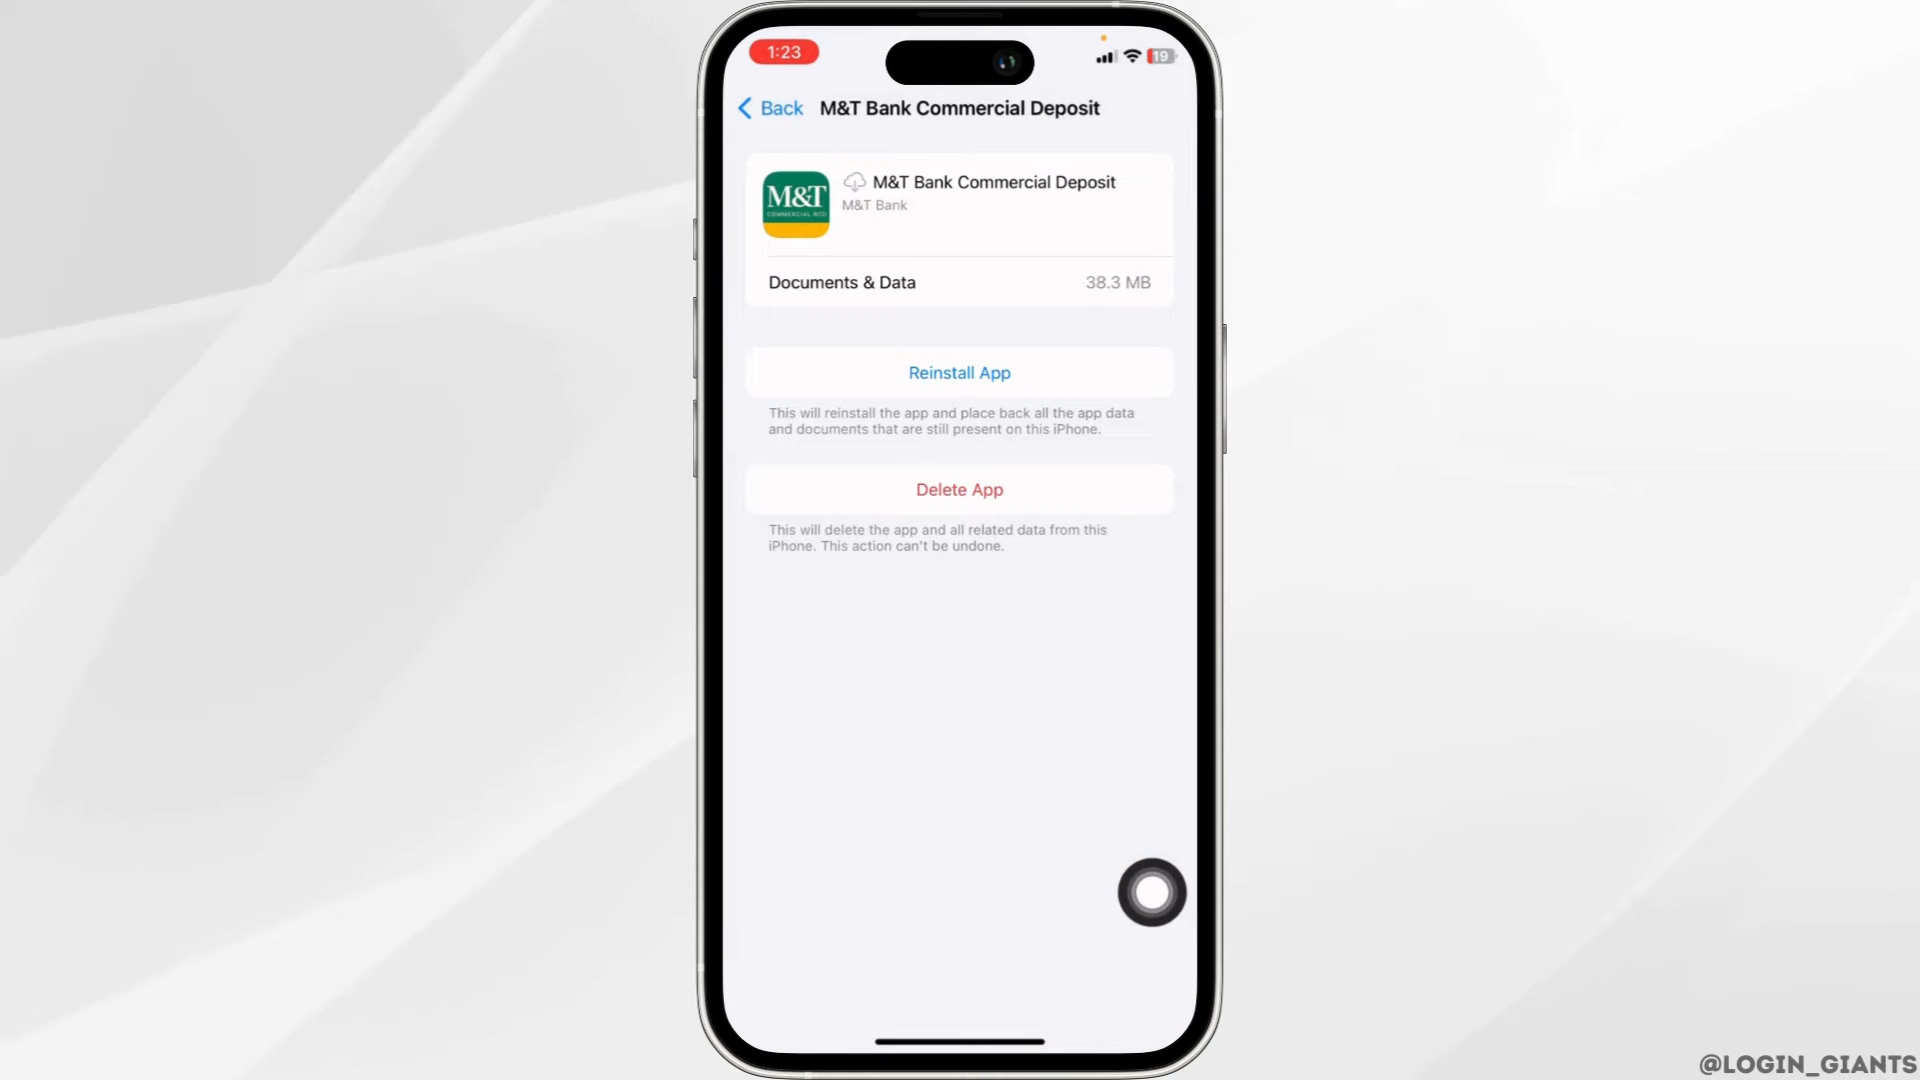 1:23
19
Back M&T Bank Commercial Deposit
M&T
COMMERCIAL RCD
M&T Bank Commercial Deposit
M&T Bank
Documents & Data 38.3 MB
Reinstall App
This will reinstall the app and place back all the app data
and documents that are still present on this iPhone.
Delete App
This will delete the app and all related data from this
iPhone. This action can't be undone.
@LOGIN_GIANTS